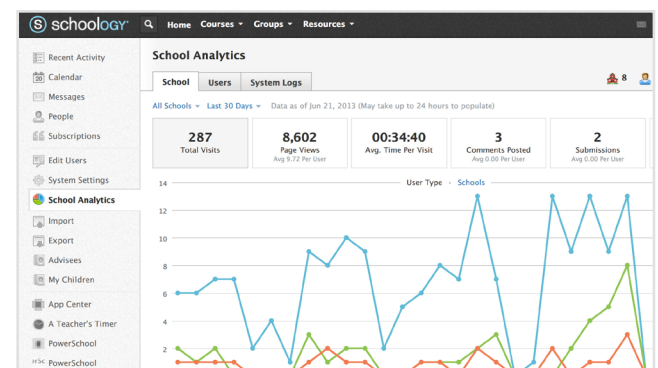 S schoology
Home Courses Groups Resources
Recent Activity
20 Calendar
Messages
People
Subscriptions
Edit Users
System Settings
School Analytics
Import
Export
Advisees
My Children
App Center
A Teacher's Timer
PowerSchool
PowerSchool
School Analytics
School Users System Logs
8
All Schools Last 30 Days Data as of Jun 21, 2013 (May take up to 24 hours to populate)
287
Total Visits
8,602
Page Views
Avg 9.72 Per User
00:34:40
Avg. Time Per Visit
3
Comments Posted
Avg 0.00 Per User
2
Submissions
Avg 0.00 Per User
User Type · Schools
14
12
10
8
6
4
2